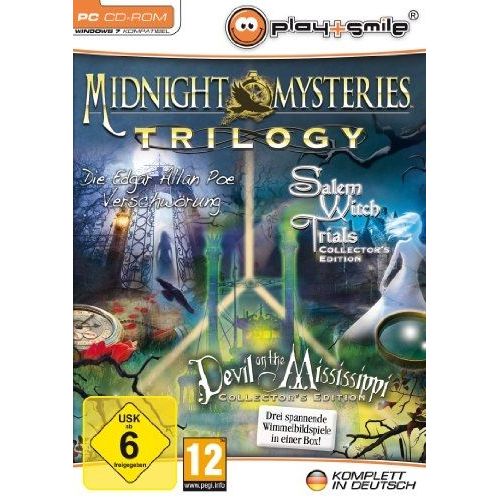 PC CD-ROM
WINDOWS 7 KOMPATIBEL
play+smile®
MIDNIGHT MYSTERIES
TRILOGY
Die Edgar Allan Poe
Verschwörung
Salem
Witch
Trials
COLLECTOR'S
EDITION
Devil on the Mississippi
COLLECTOR'S EDITION
Drei spannende
Wimmelbildspiele
in einer Box!
USK
ab
6
freigegeben
12
www.pegi.info
KOMPLETT
IN DEUTSCH